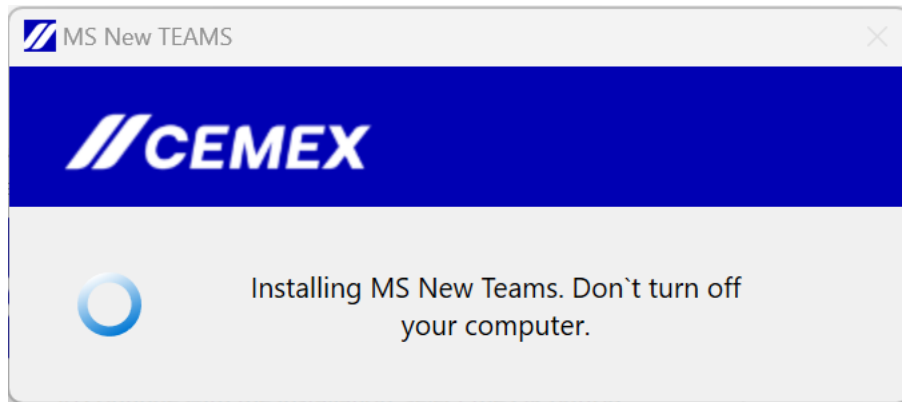 MS New TEAMS
CEMEX
Installing MS New Teams. Don`t turn off
your computer.